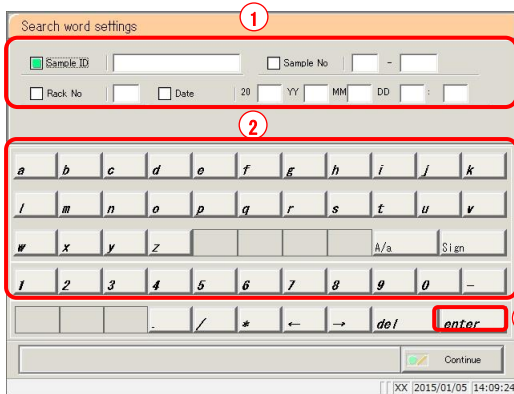 Search word settings
1
Sample ID Sample No -
Rack No Date 20 YY MM DD :
2
a b c d e f g h i j k
l m n o p q r s t u v
w x y z A/a Sign
1 2 3 4 5 6 7 8 9 0 -
. / * ← → del enter
Continue
XX 2015/01/05 14:09:24